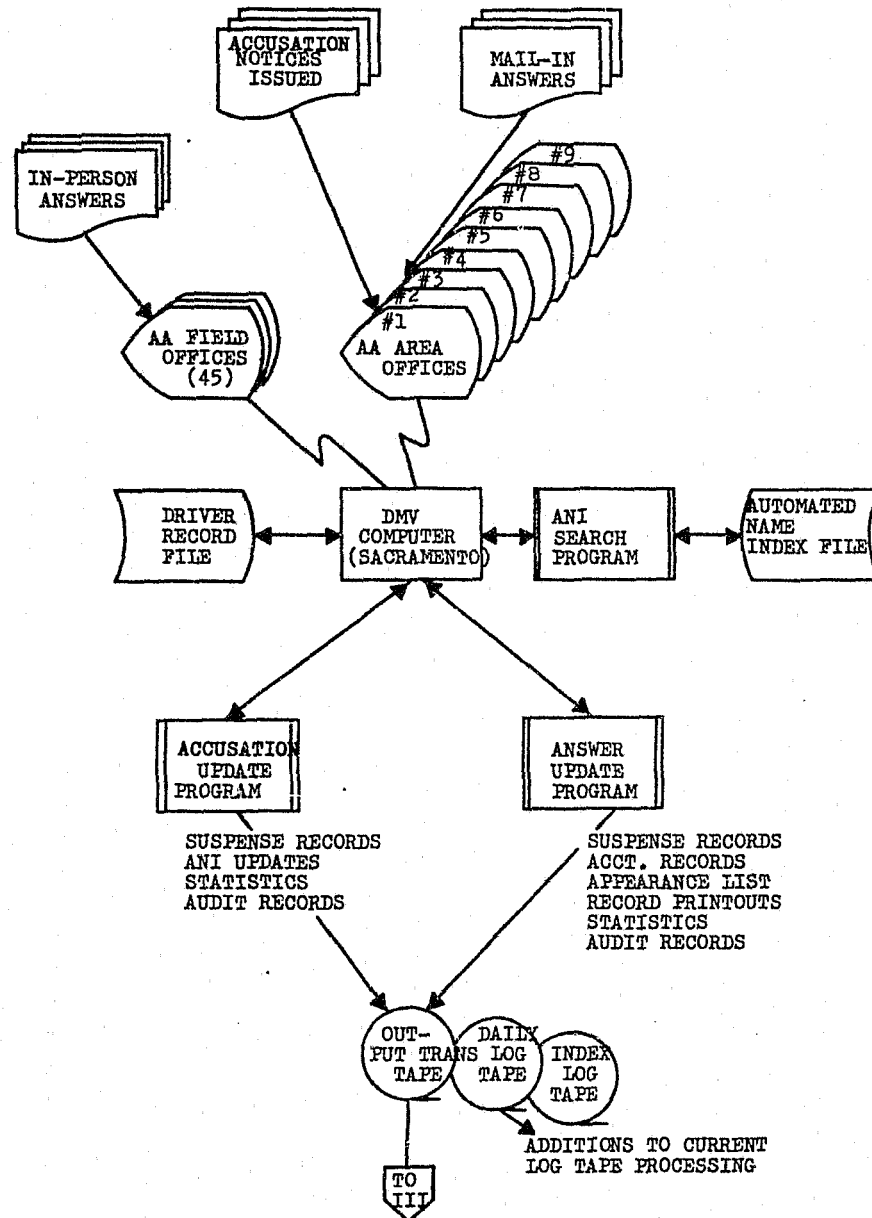 ACCUSATION
NOTICES
ISSUED
MAIL-IN
ANSWERS
IN-PERSON
ANSWERS
#9
#8
#7
#6
#5
#4
#3
#2
#1
AA AREA
OFFICES
AA FIELD
OFFICES
(45)
DRIVER
RECORD
FILE
DMV
COMPUTER
(SACRAMENTO)
ANI
SEARCH
PROGRAM
AUTOMATED
NAME
INDEX FILE
ACCUSATION
UPDATE
PROGRAM
ANSWER
UPDATE
PROGRAM
SUSPENSE RECORDS
ANI UPDATES
STATISTICS
AUDIT RECORDS
SUSPENSE RECORDS
ACCT. RECORDS
APPEARANCE LIST
RECORD PRINTOUTS
STATISTICS
AUDIT RECORDS
OUT-
PUT TRANS
TAPE
DAILY
LOG
TAPE
INDEX
LOG
TAPE
ADDITIONS TO CURRENT
LOG TAPE PROCESSING
TO
III